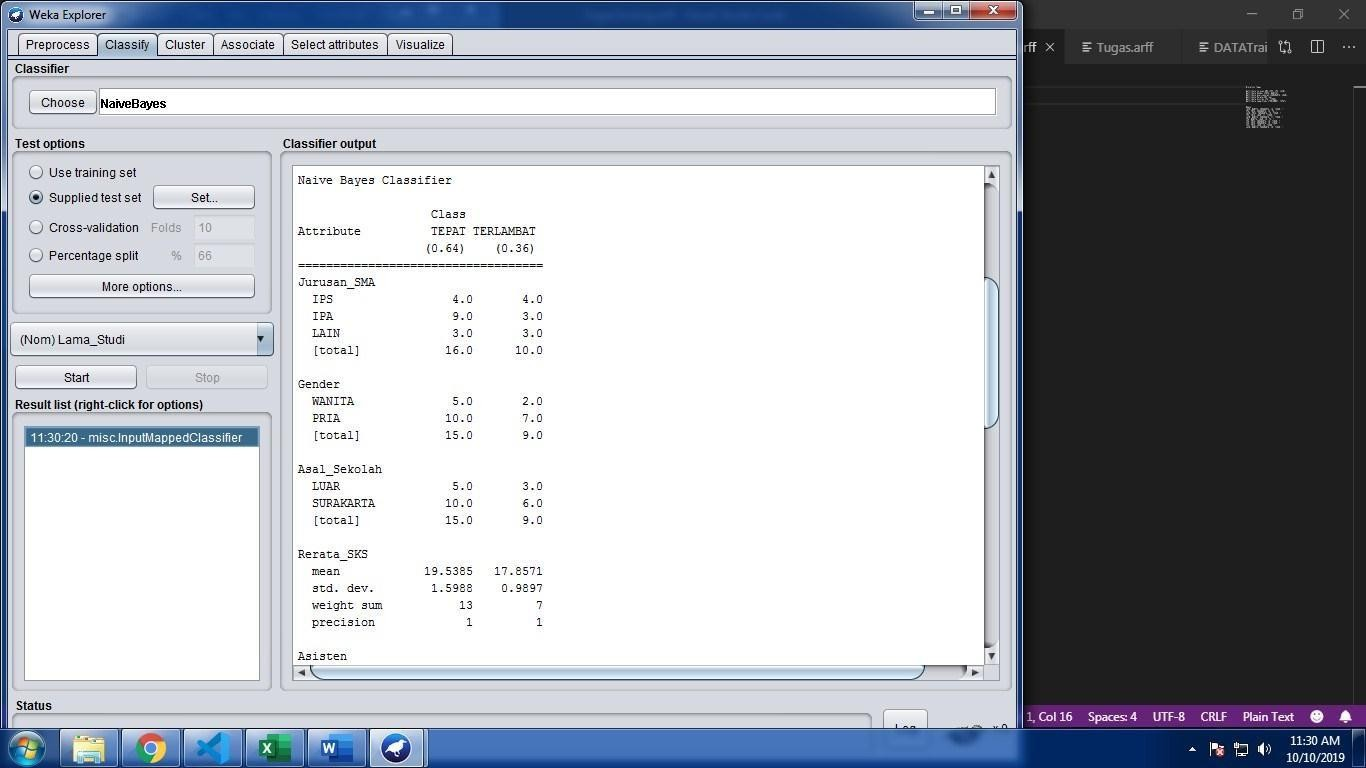 Weka Explorer
Preprocess Classify Cluster Associate Select attributes Visualize
Classifier
Choose NaiveBayes
Test options
Use training set
Supplied test set Set...
Cross-validation Folds 10
Percentage split % 66
More options...
(Nom) Lama_Studi
Start Stop
Result list (right-click for options)
11:30:20 - misc.InputMappedClassifier
Classifier output
Naive Bayes Classifier
Class
Attribute TEPAT TERLAMBAT
(0.64) (0.36)
===================================
Jurusan_SMA
IPS 4.0 4.0
IPA 9.0 3.0
LAIN 3.0 3.0
[total] 16.0 10.0
Gender
WANITA 5.0 2.0
PRIA 10.0 7.0
[total] 15.0 9.0
Asal_Sekolah
LUAR 5.0 3.0
SURAKARTA 10.0 6.0
[total] 15.0 9.0
Rerata_SKS
mean 19.5385 17.8571
std. dev. 1.5988 0.9897
weight sum 13 7
precision 1 1
Asisten
Status
Log x 0
rff Tugas.arff DATATrai
1, Col 16 Spaces: 4 UTF-8 CRLF Plain Text
11:30 AM
10/10/2019